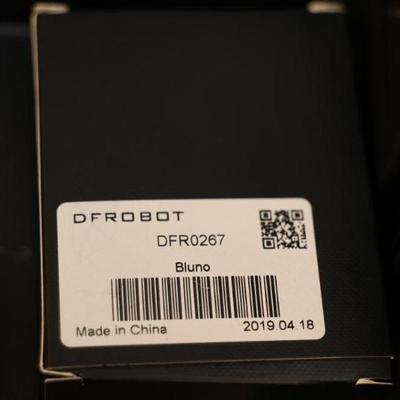 DFROBOT
DFR0267
Bluno
Made in China
2019.04.18